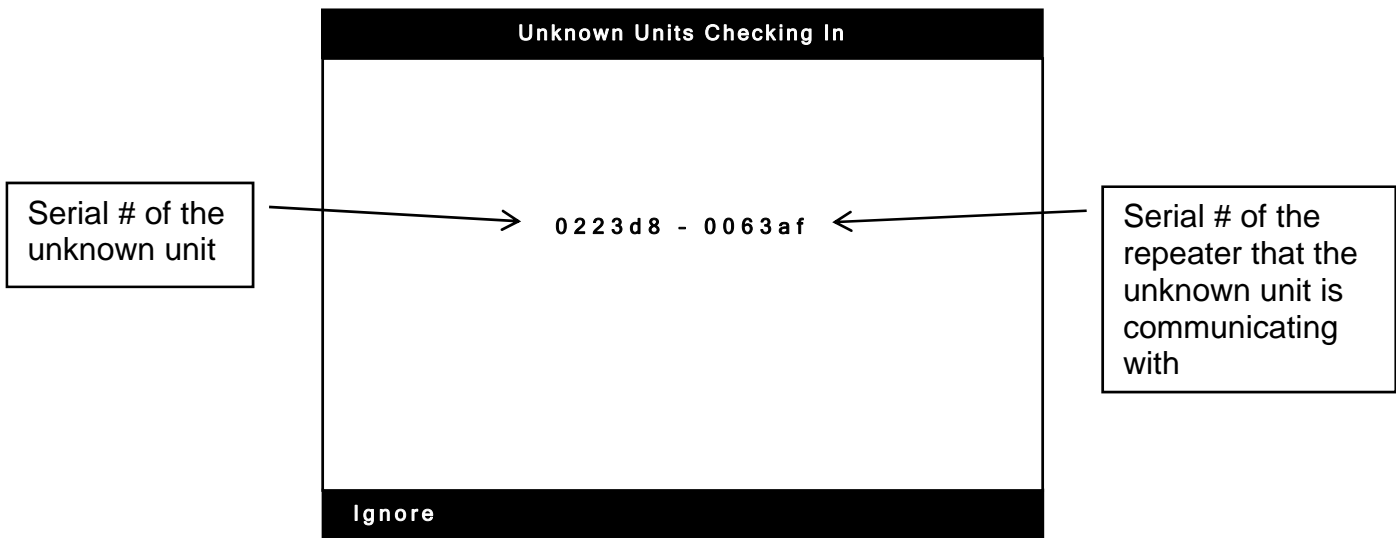 Unknown Units Checking In
Serial # of the
unknown unit
0223d8 - 0063af
Serial # of the
repeater that the
unknown unit is
communicating
with
Ignore